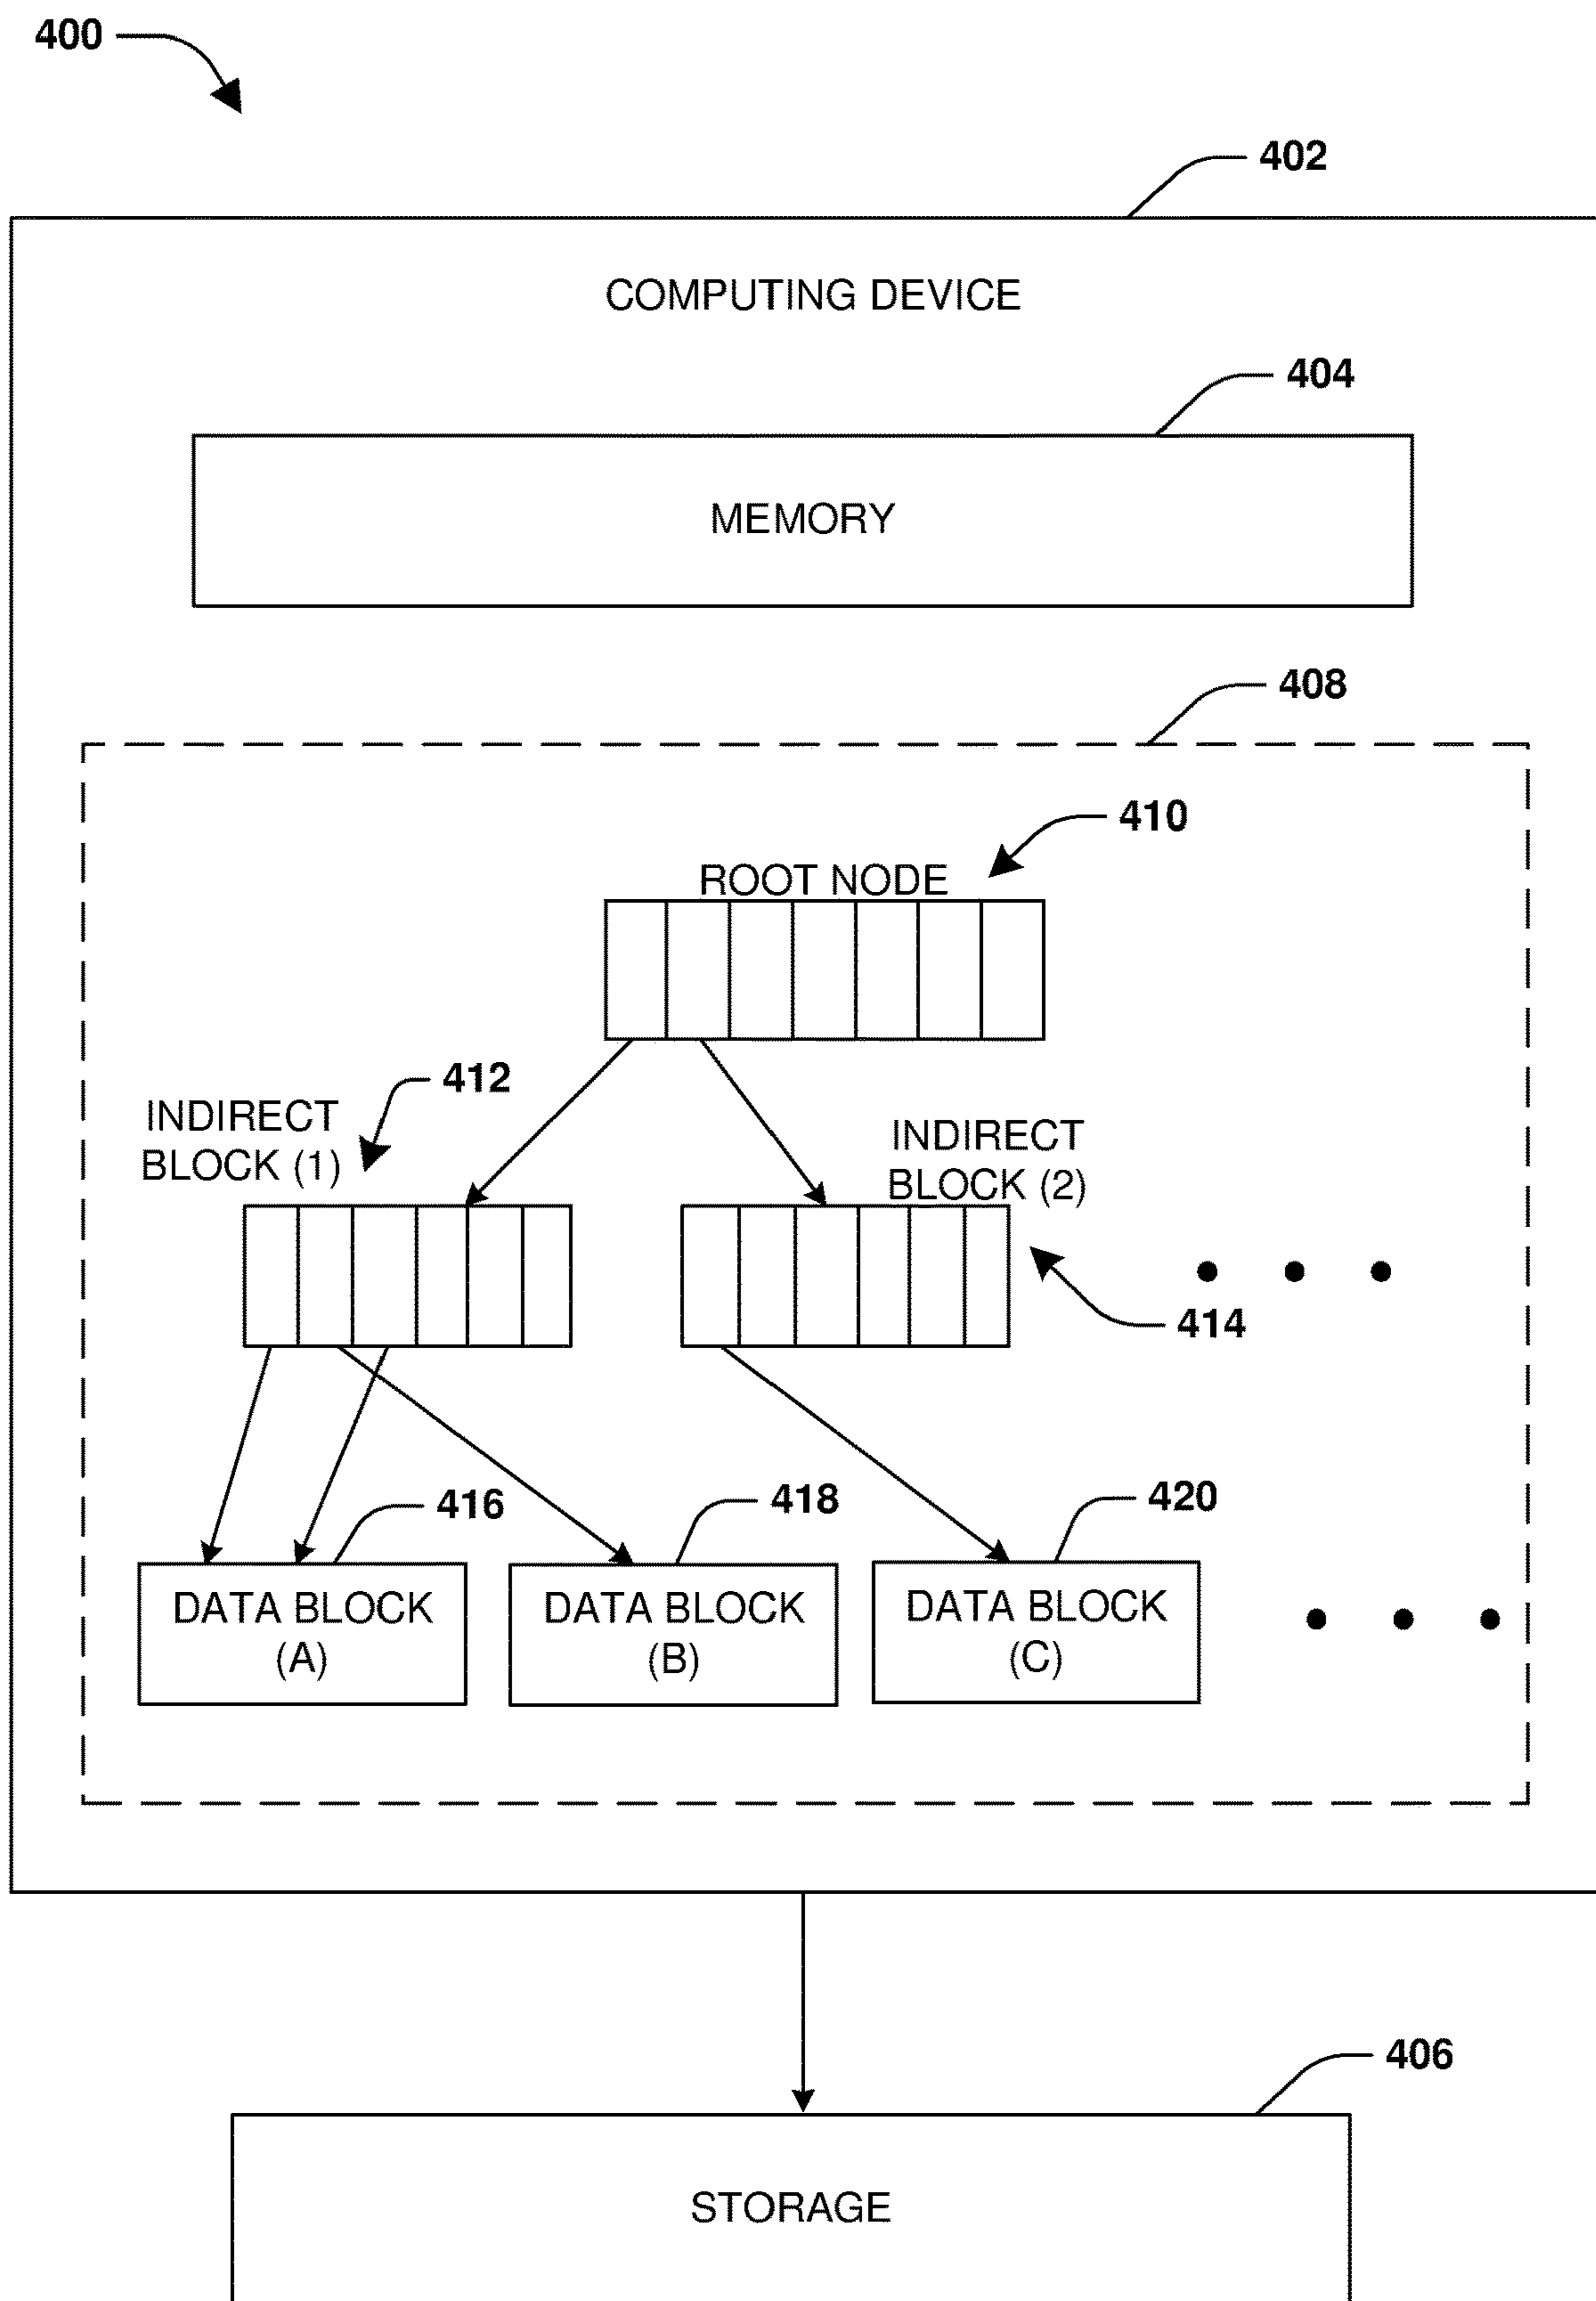 400
402
COMPUTING DEVICE
404
MEMORY
408
410
ROOT NODE
412
INDIRECT
BLOCK (1)
INDIRECT
BLOCK (2)
414
416
418
420
DATA BLOCK
(A)
DATA BLOCK
(B)
DATA BLOCK
(C)
406
STORAGE